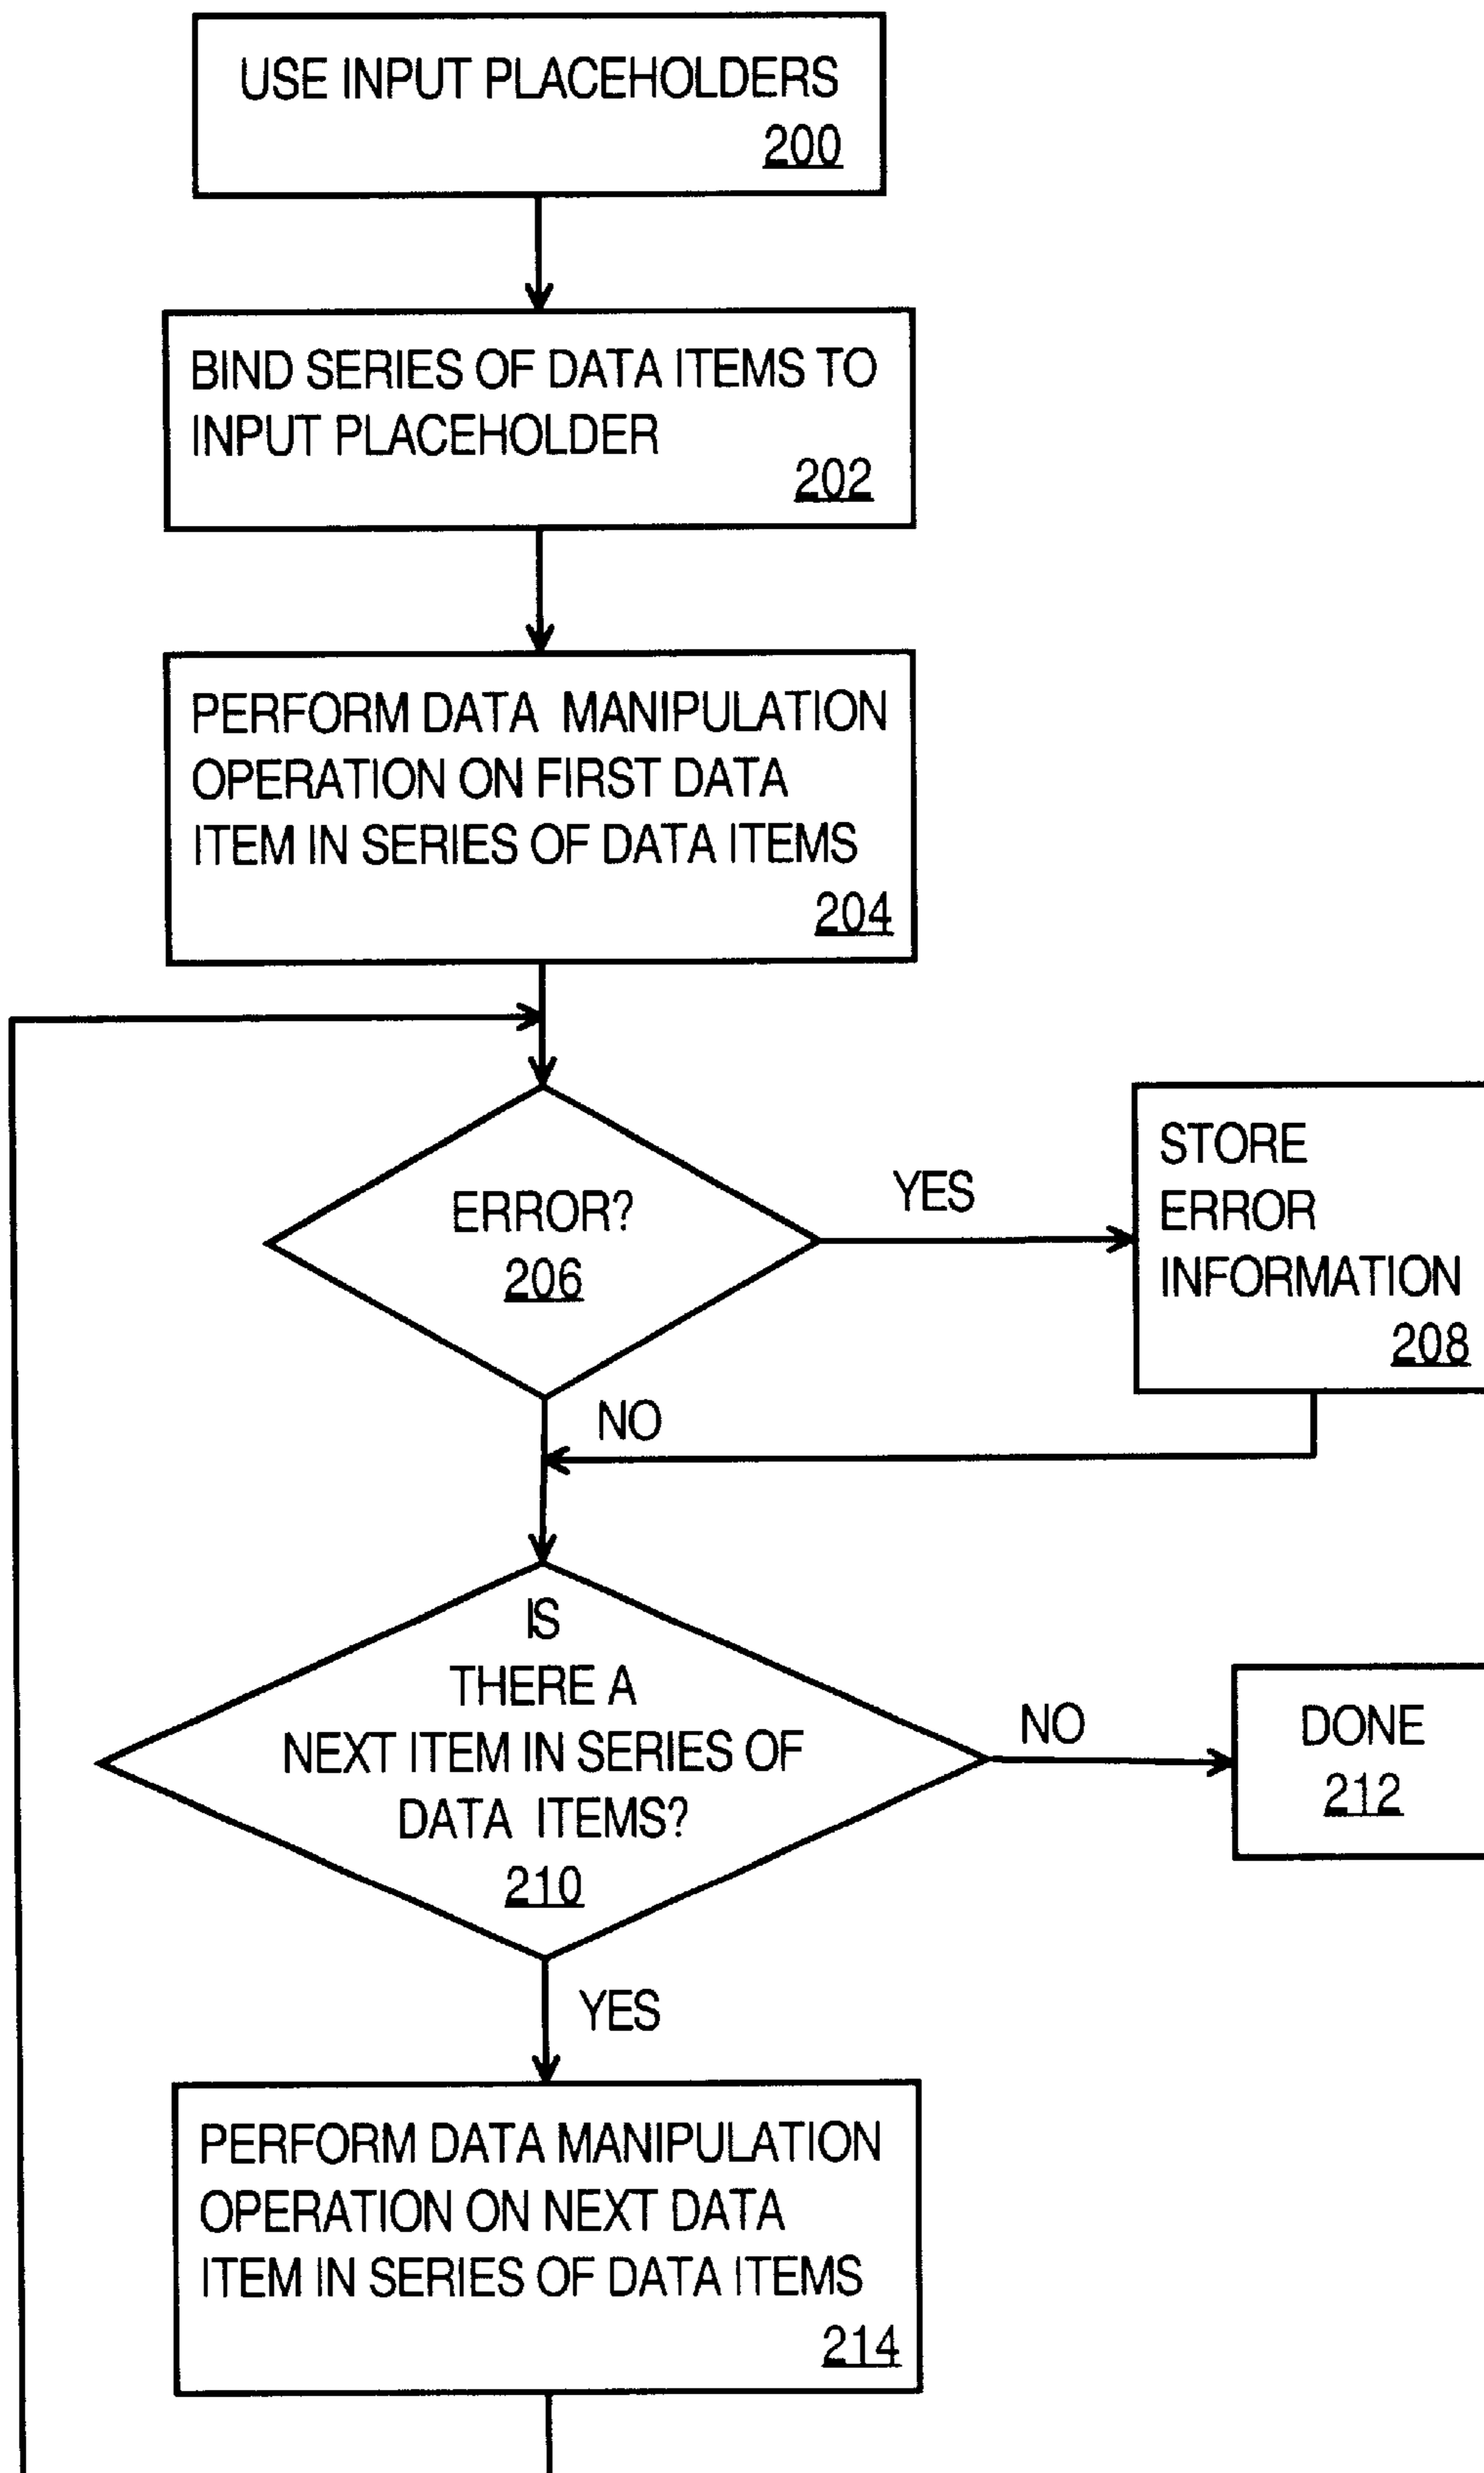 USE INPUT PLACEHOLDERS
200
BIND SERIES OF DATA ITEMS TO
INPUT PLACEHOLDER
202
PERFORM DATA MANIPULATION
OPERATION ON FIRST DATA
ITEM IN SERIES OF DATA ITEMS
204
ERROR?
206
YES
STORE
ERROR
INFORMATION
208
NO
IS
THERE A
NEXT ITEM IN SERIES OF
DATA ITEMS?
210
NO
DONE
212
YES
PERFORM DATA MANIPULATION
OPERATION ON NEXT DATA
ITEM IN SERIES OF DATA ITEMS
214